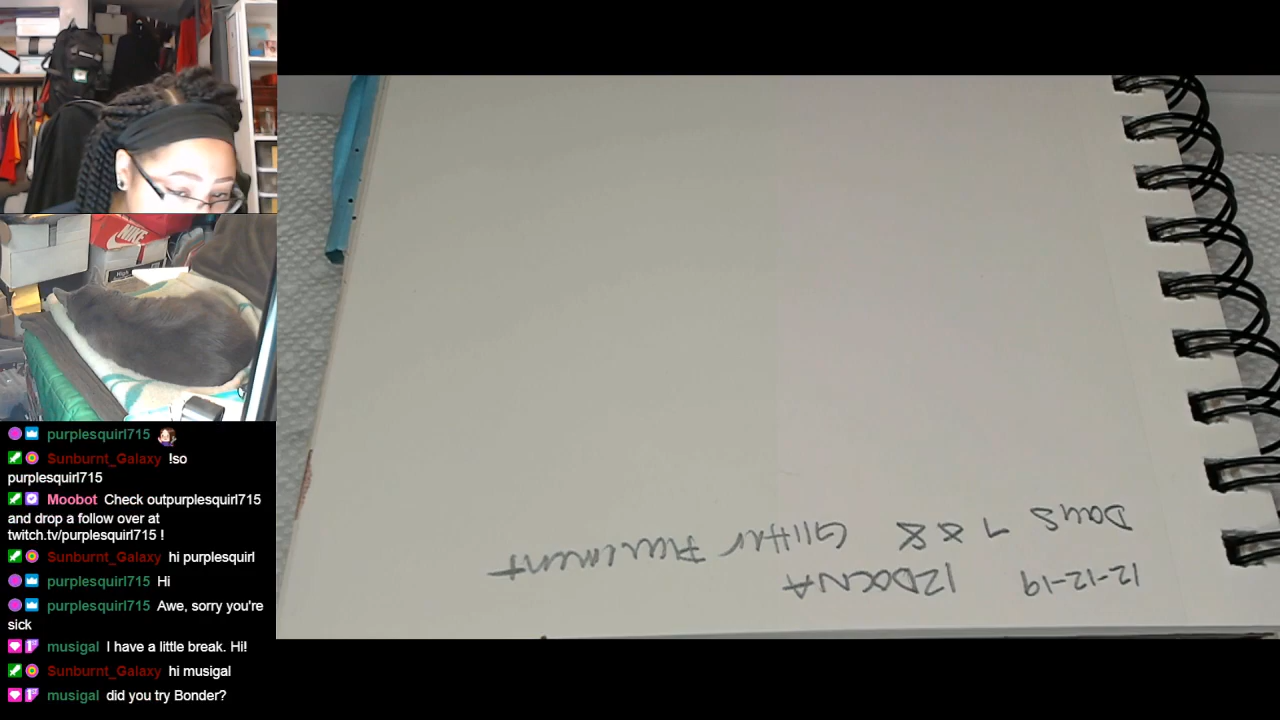 NIKE
High
purplesquirl715
Sunburnt_Galaxy !so
purplesquirl715
Moobot Check outpurplesquirl715
and drop a follow over at
twitch.tv/purplesquirl715 !
Sunburnt_Galaxy hi purplesquirl
purplesquirl715 Hi
purplesquirl715 Awe, sorry you're
sick
musigal I have a little break. Hi!
Sunburnt_Galaxy hi musigal
musigal did you try Bonder?
12-12-19 12DOCNA
Days 7 & 8 Glitter